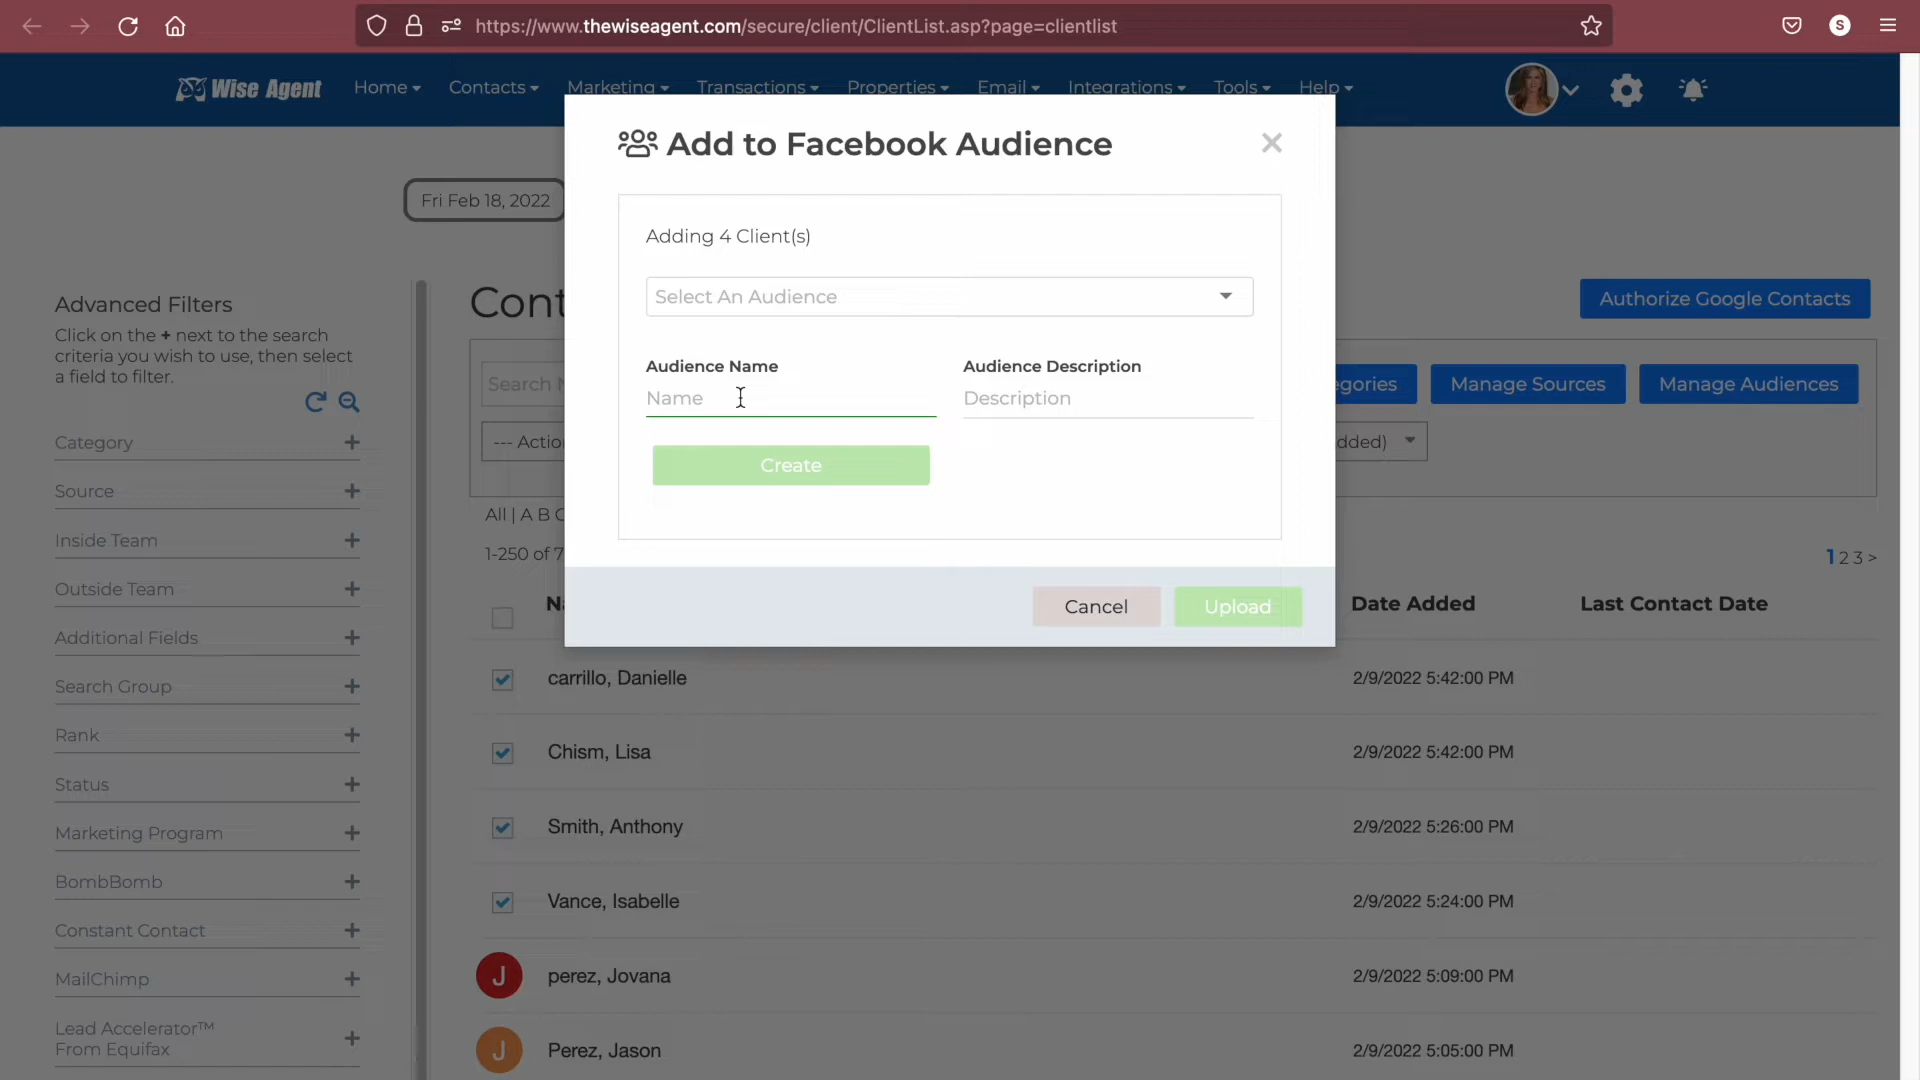 https://www.thewiseagent.com/secure/client/ClientList.asp?page=clientlist
S
Wise Agent
Home
Contacts
Marketing
Transactions
Properties
Email
Integrations
Tools
Help
Add to Facebook Audience
Fri Feb 18, 2022
Adding 4 Client(s)
Select An Audience
Audience Name
Audience Description
Name
Description
Create
Cancel
Upload
Advanced Filters
Click on the + next to the search
criteria you wish to use, then select
a field to filter.
Category
Source
Inside Team
Outside Team
Additional Fields
Search Group
Rank
Status
Marketing Program
BombBomb
Constant Contact
MailChimp
Lead Accelerator™
From Equifax
Cont
Authorize Google Contacts
Search
egories
Manage Sources
Manage Audiences
--- Actio
dded)
All | A B C
1-250 of 7
1 2 3 >
Na
Date Added
Last Contact Date
carrillo, Danielle
2/9/2022 5:42:00 PM
Chism, Lisa
2/9/2022 5:42:00 PM
Smith, Anthony
2/9/2022 5:26:00 PM
Vance, Isabelle
2/9/2022 5:24:00 PM
J
perez, Jovana
2/9/2022 5:09:00 PM
J
Perez, Jason
2/9/2022 5:05:00 PM